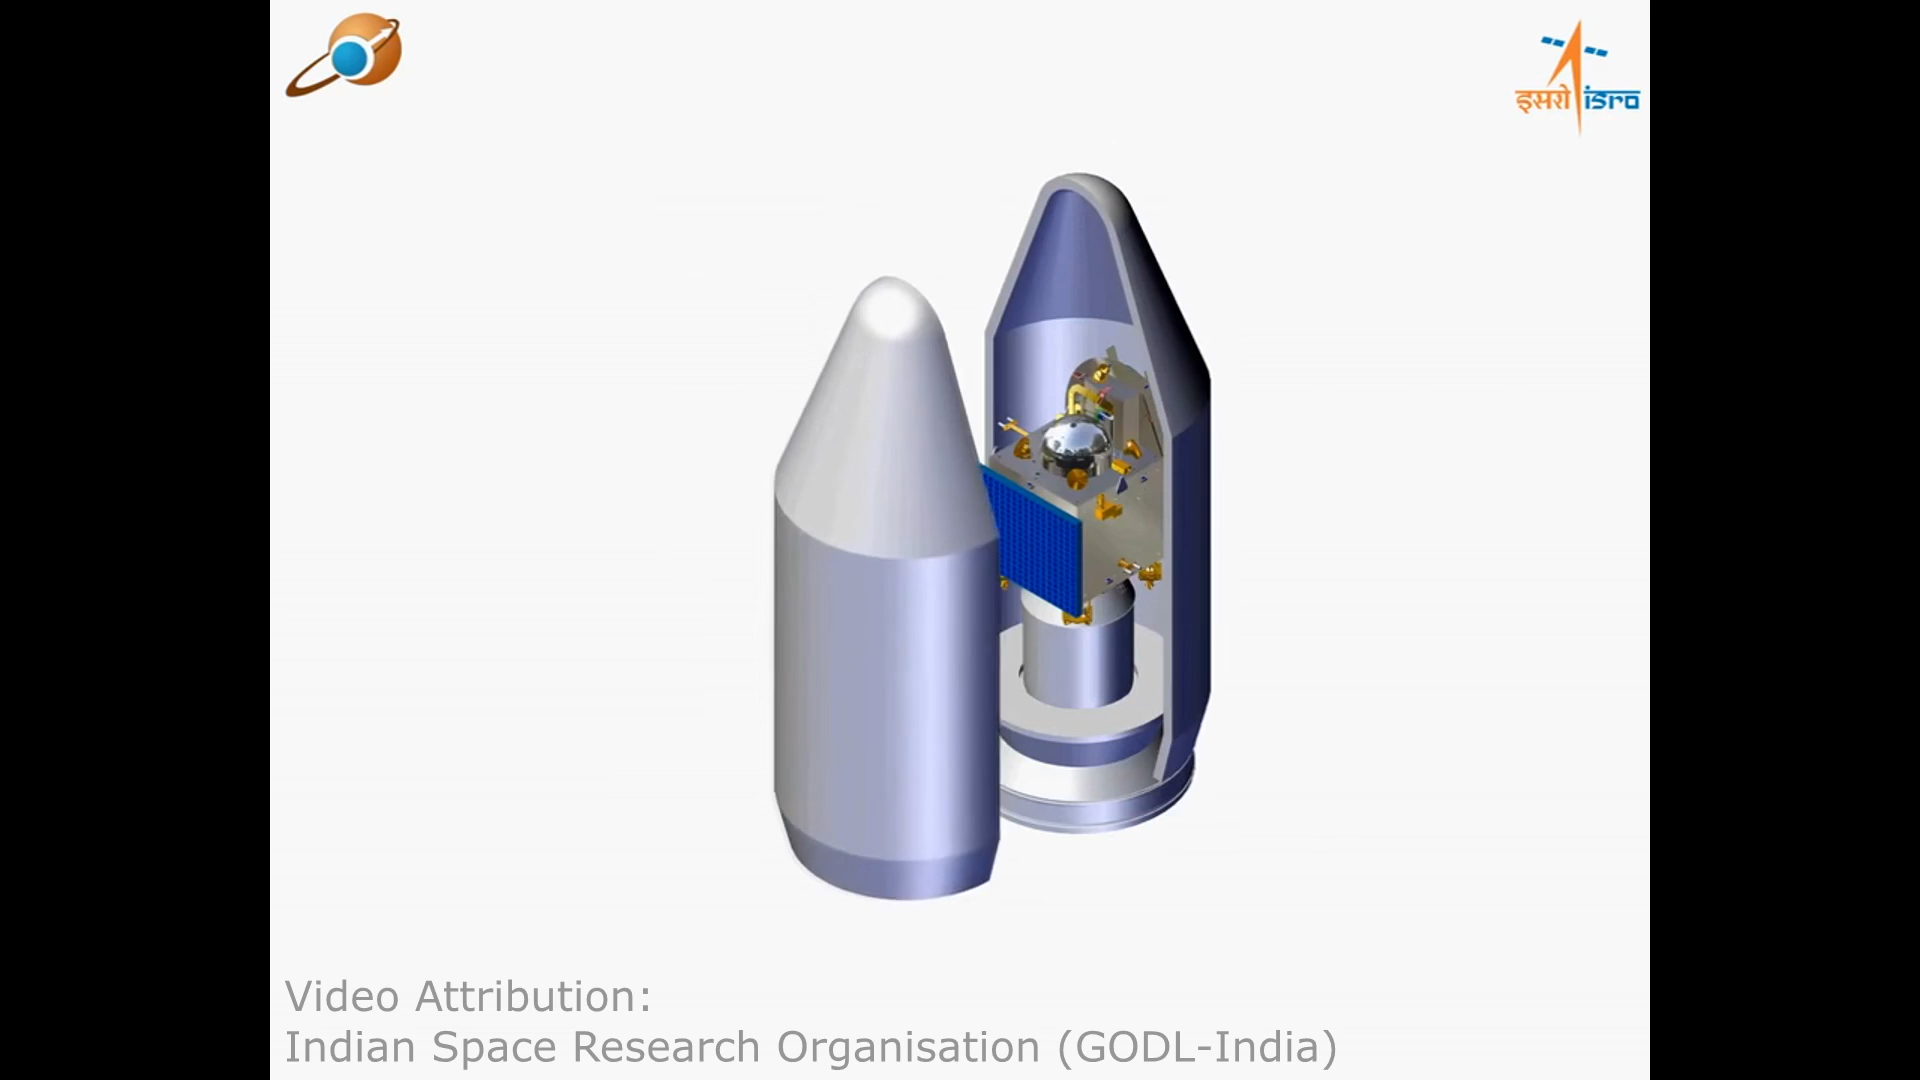 इसरो isro
Video Attribution:
Indian Space Research Organisation (GODL-India)